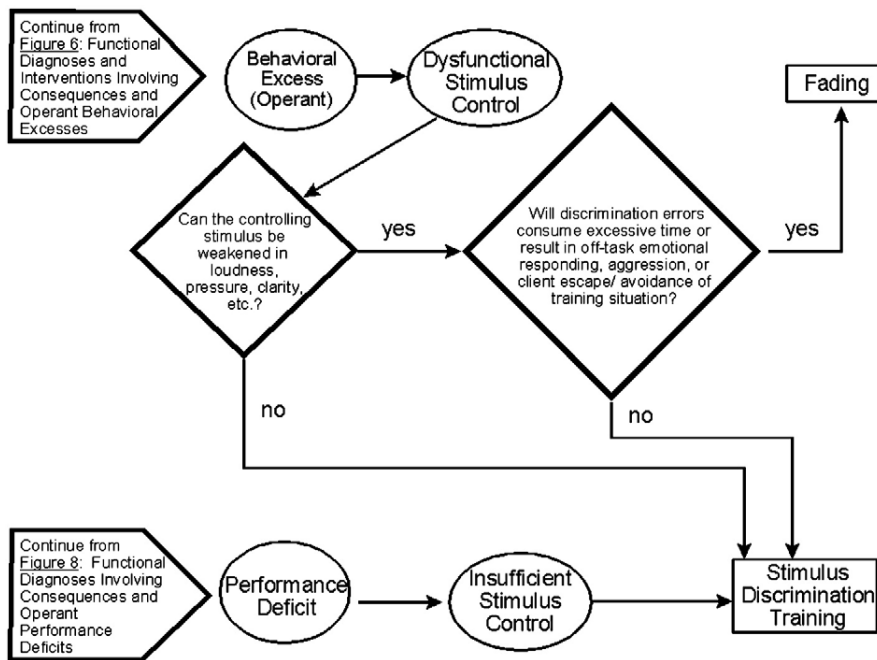 Continue from
Figure 6: Functional
Diagnoses and
Interventions Involving
Consequences and
Operant Behavioral
Excesses
Behavioral
Excess
(Operant)
Dysfunctional
Stimulus
Control
Fading
Can the controlling
stimulus be
weakened in
loudness,
pressure, clarity,
etc.?
yes
Will discrimination errors
consume excessive time or
result in off-task emotional
responding, aggression, or
client escape/ avoidance of
training situation?
yes
no
no
Continue from
Figure 8: Functional
Diagnoses Involving
Consequences and
Operant
Performance
Deficits
Performance
Deficit
Insufficient
Stimulus
Control
Stimulus
Discrimination
Training